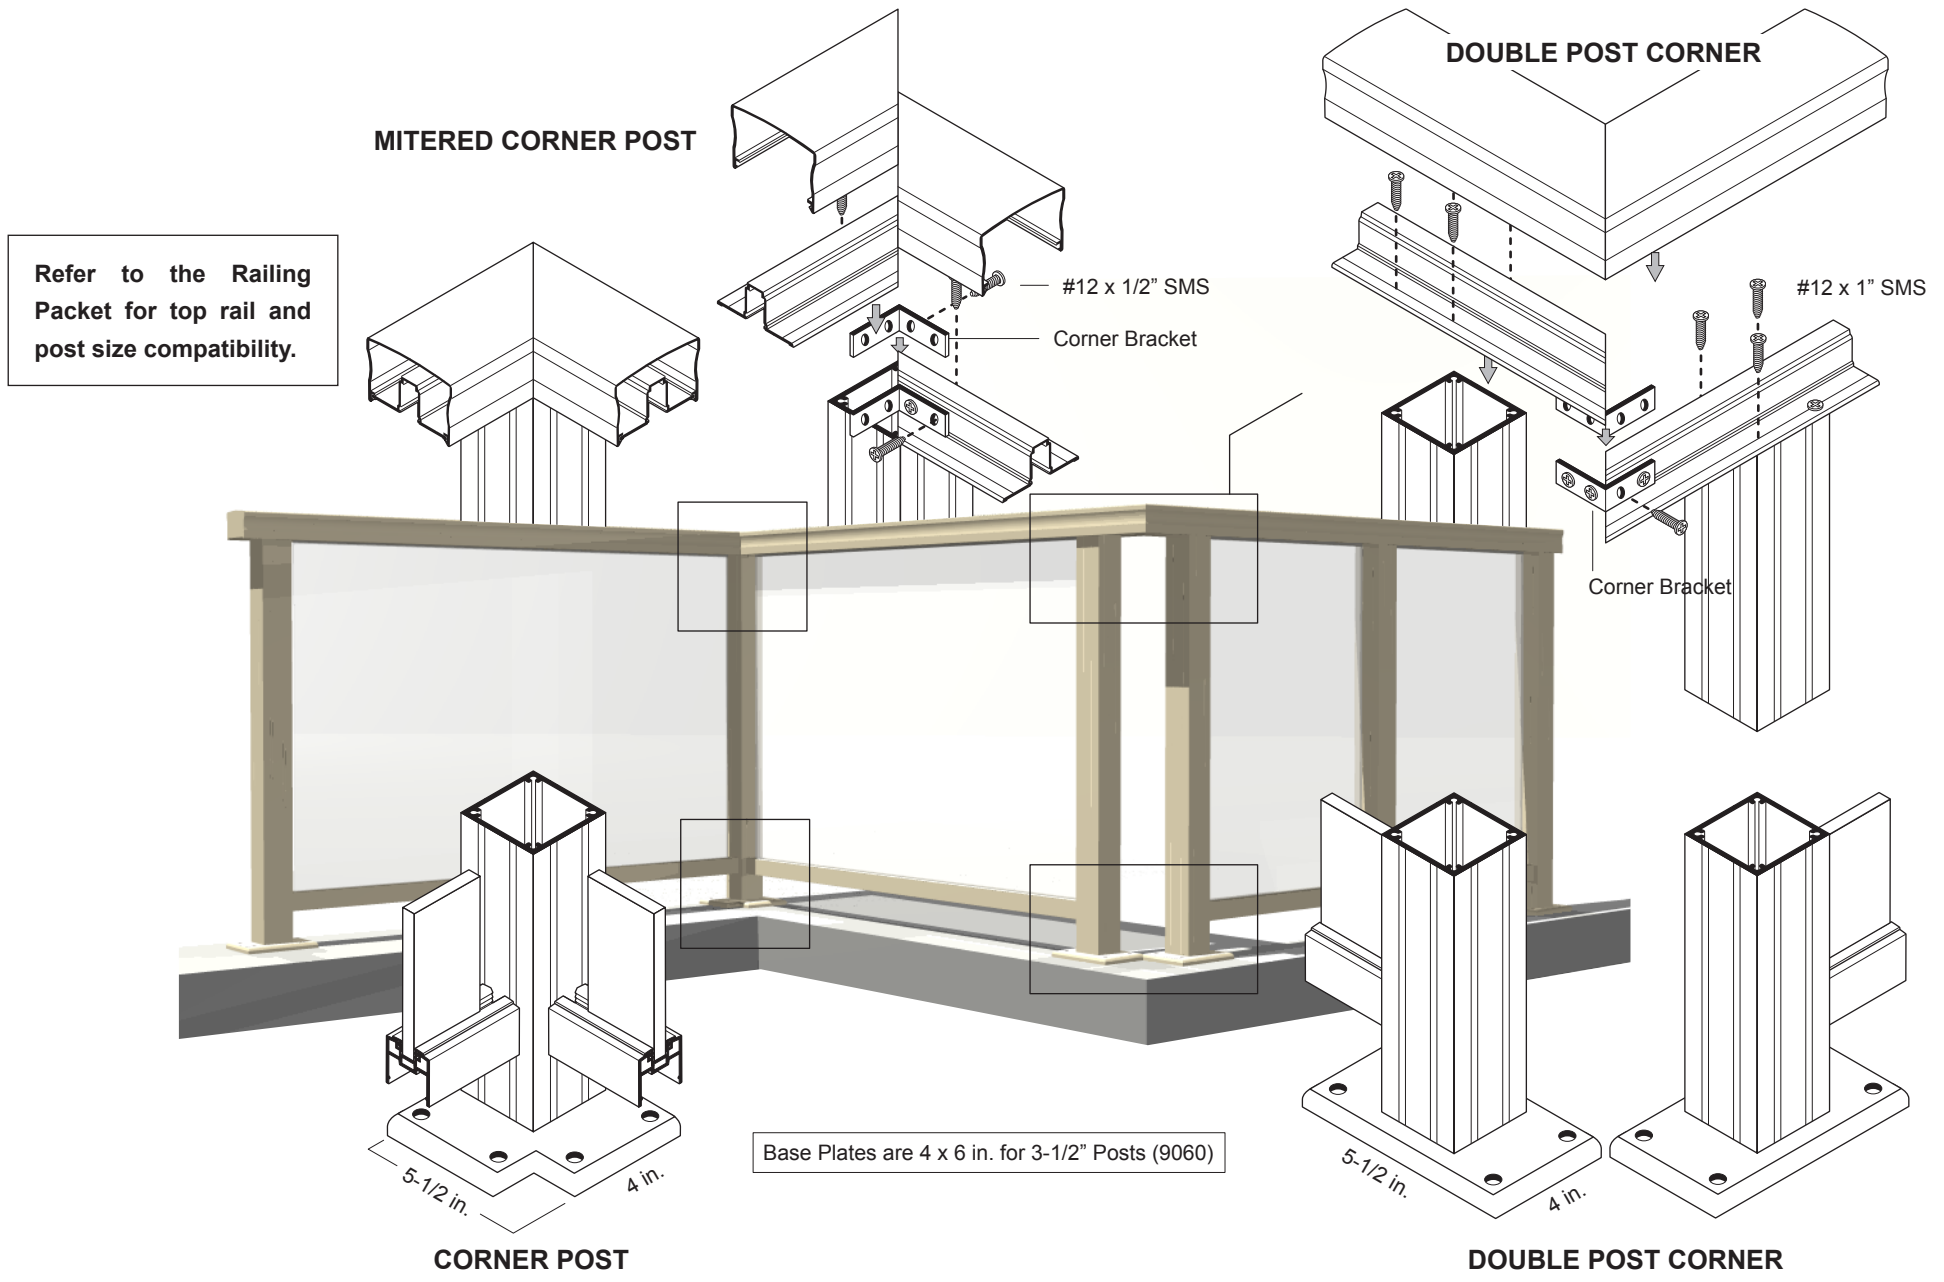 DOUBLE POST CORNER
MITERED CORNER POST
Refer to the Railing
Packet for top rail and
post size compatibility.
#12 x 1/2” SMS
Corner Bracket
#12 x 1” SMS
Corner Bracket
Base Plates are 4 x 6 in. for 3-1/2” Posts (9060)
5-1/2 in.
4 in.
5-1/2 in.
4 in.
CORNER POST
DOUBLE POST CORNER